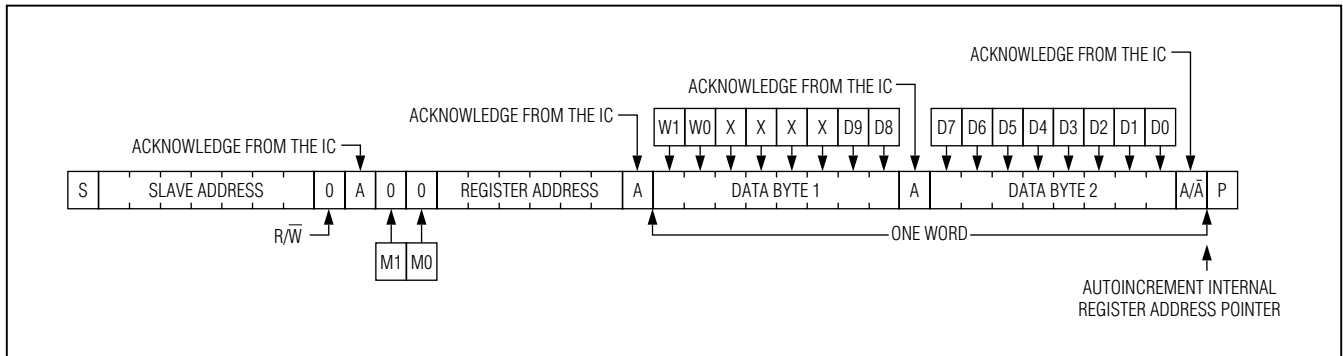 ACKNOWLEDGE FROM THE IC
ACKNOWLEDGE FROM THE IC
ACKNOWLEDGE FROM THE IC
W1 W0 X X X X D9 D8 D7 D6 D5 D4 D3 D2 D1 D0
ACKNOWLEDGE FROM THE IC
S SLAVE ADDRESS 0 A 0 0 REGISTER ADDRESS A DATA BYTE 1 A DATA BYTE 2 A/A̅ P
R/W̅ ONE WORD
M1 M0
AUTOINCREMENT INTERNAL
REGISTER ADDRESS POINTER